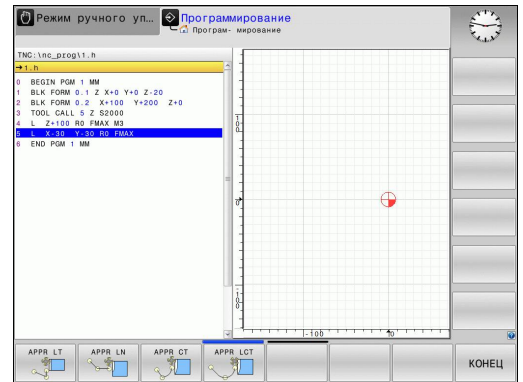 Режим ручного уп…
Программирование
Програм- мирование
TNC:\nc_prog\1.h
→1.h
0 BEGIN PGM 1 MM
1 BLK FORM 0.1 Z X+0 Y+0 Z-20
2 BLK FORM 0.2 X+100 Y+200 Z+0
3 TOOL CALL 5 Z S2000
4 L Z+100 R0 FMAX M3
5 L X-30 Y-30 R0 FMAX
6 END PGM 1 MM
-100
0
APPR LT APPR LN APPR CT APPR LCT КОНЕЦ